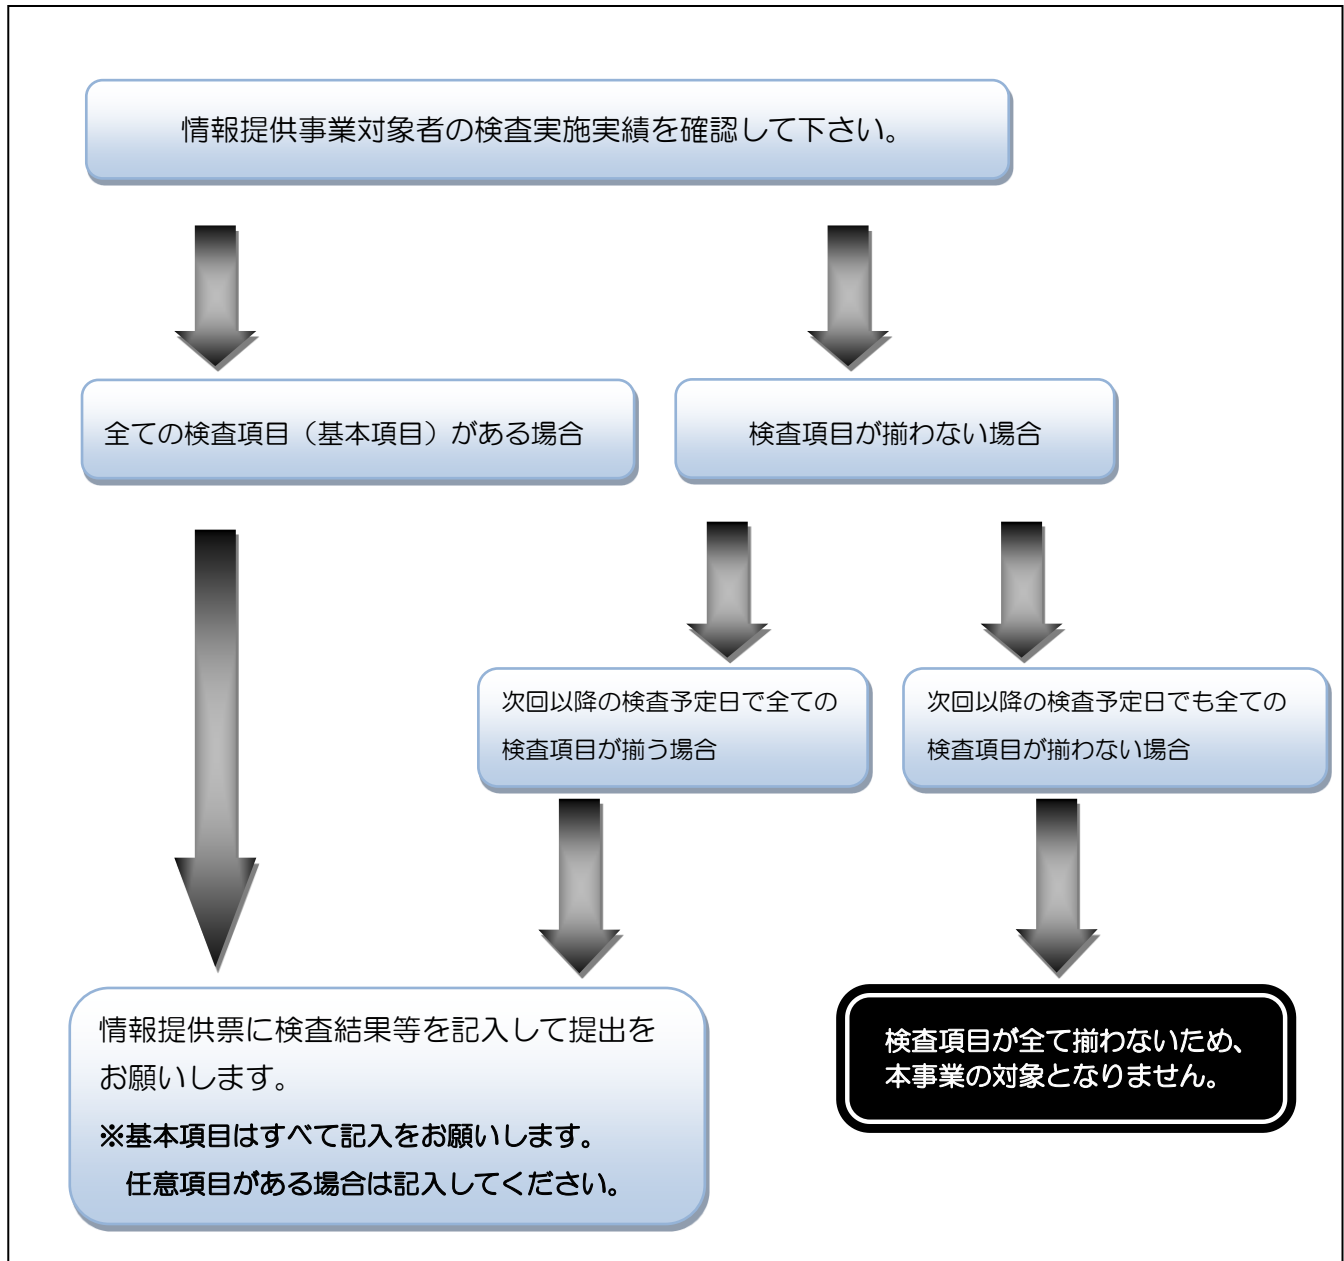 情報提供事業対象者の検査実施実績を確認して下さい。
全ての検査項目（基本項目）がある場合
検査項目が揃わない場合
次回以降の検査予定日で全ての
検査項目が揃う場合
次回以降の検査予定日でも全ての
検査項目が揃わない場合
情報提供票に検査結果等を記入して提出を
お願いします。
※基本項目はすべて記入をお願いします。
任意項目がある場合は記入してください。
検査項目が全て揃わないため、
本事業の対象となりません。